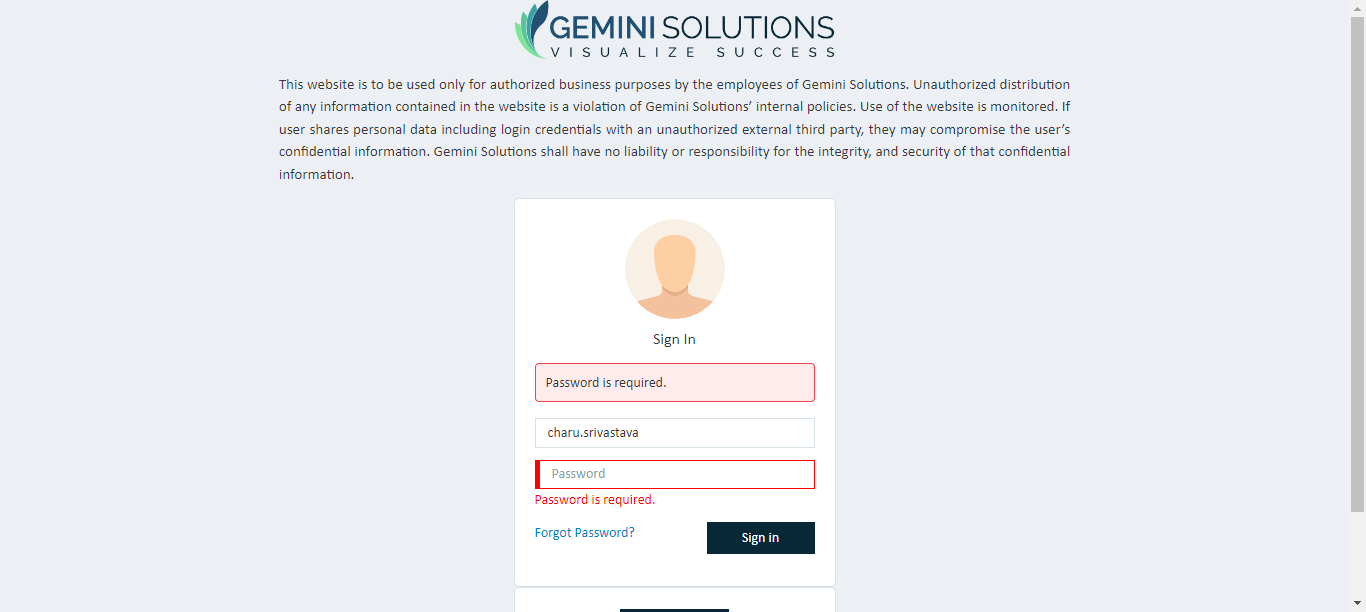 GEMINI SOLUTIONS
VISUALIZE SUCCESS
This website is to be used only for authorized business purposes by the employees of Gemini Solutions. Unauthorized distribution
of any information contained in the website is a violation of Gemini Solutions’ internal policies. Use of the website is monitored. If
user shares personal data including login credentials with an unauthorized external third party, they may compromise the user’s
confidential information. Gemini Solutions shall have no liability or responsibility for the integrity, and security of that confidential
information.
Sign In
Password is required.
charu.srivastava
Password
Password is required.
Forgot Password?
Sign in